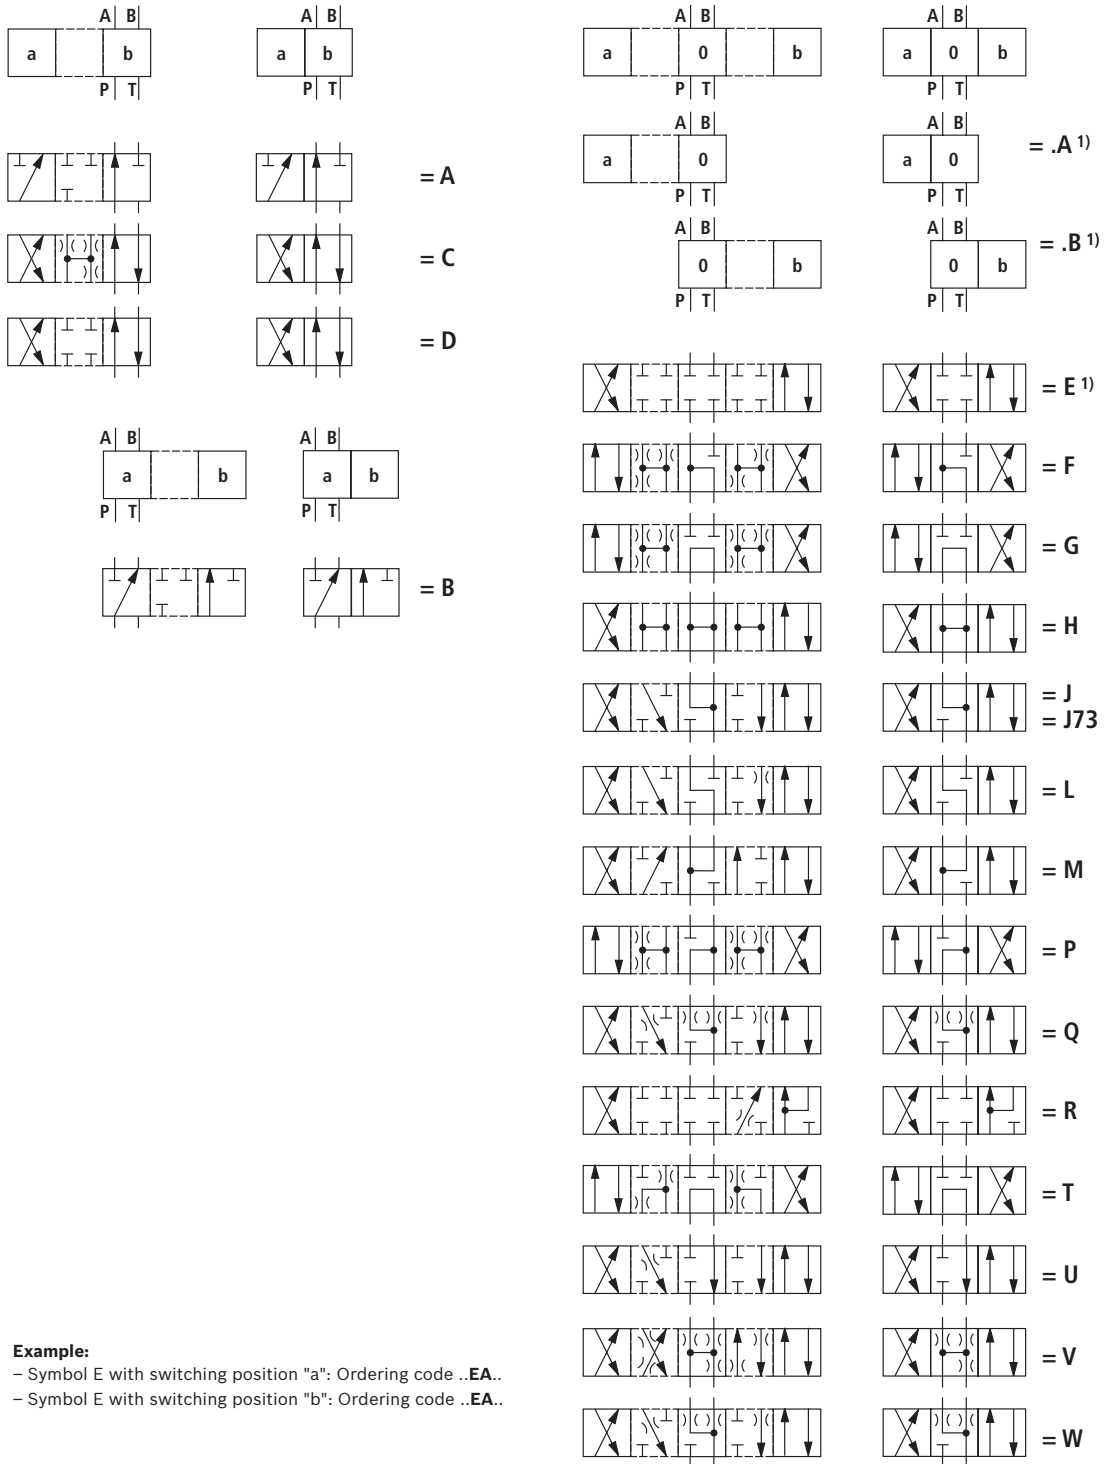 A B
a b
P T
A B
a b
P T
= A
= C
= D
A B
a b
P T
A B
a b
P T
= B
A B
a 0 b
P T
A B
a 0 b
P T
A B
a 0
P T
A B
a 0
P T
= .A 1)
A B
0 b
P T
A B
0 b
P T
= .B 1)
= E 1)
= F
= G
= H
= J
= J73
= L
= M
= P
= Q
= R
= T
= U
= V
= W
Example:
– Symbol E with switching position "a": Ordering code ..EA..
– Symbol E with switching position "b": Ordering code ..EA..